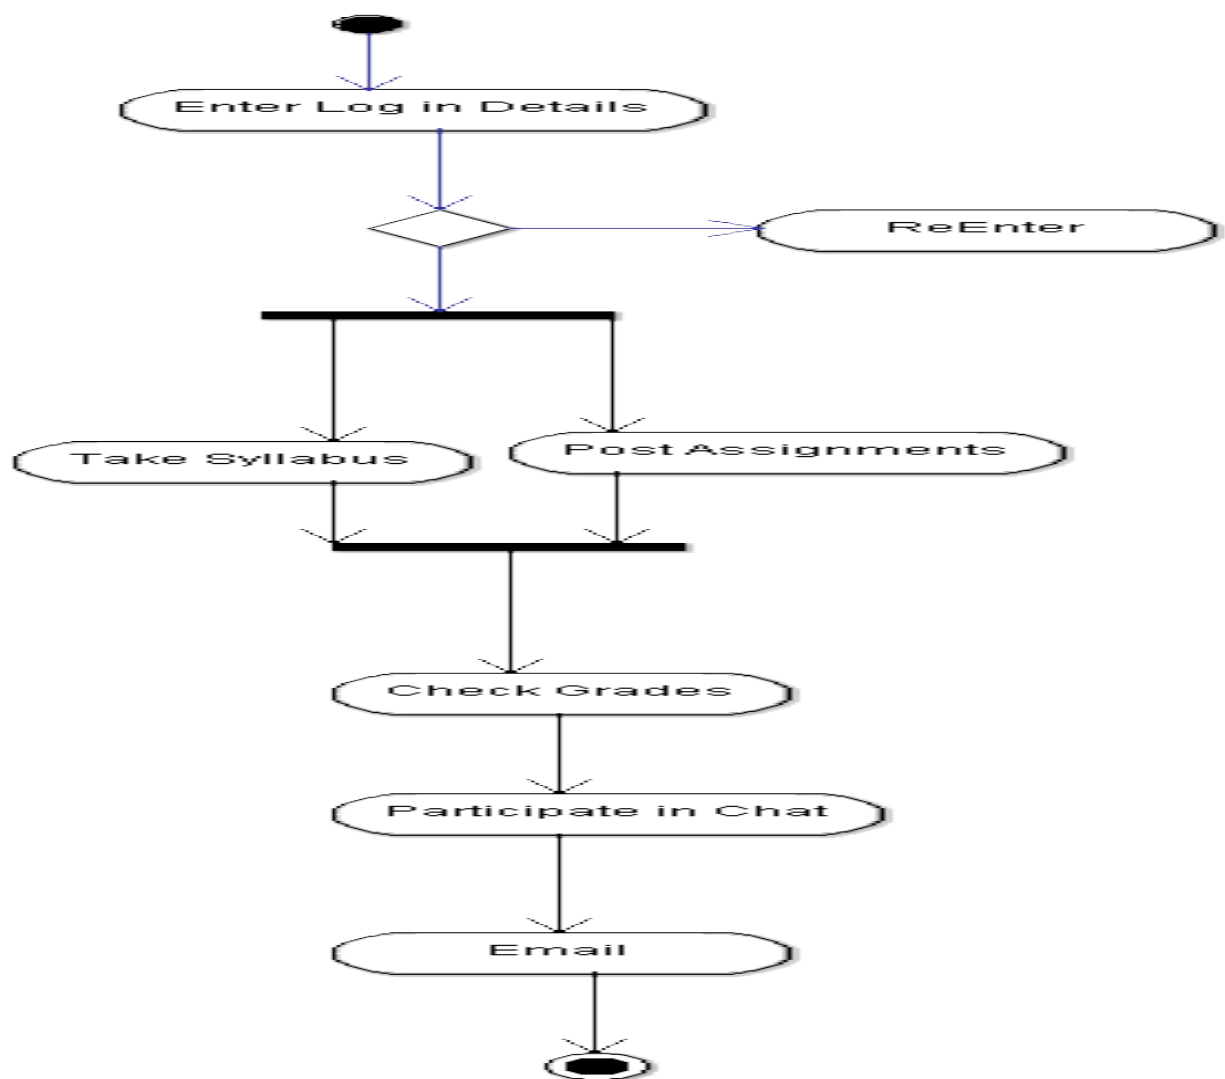 Enter Log in Details
ReEnter
Take Syllabus
Post Assignments
Check Grades
Participate in Chat
Email